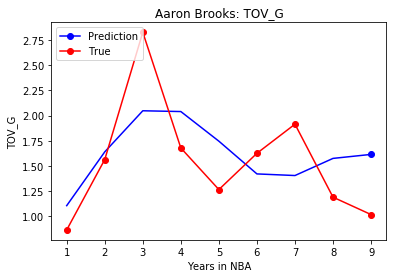 Aaron Brooks: TOV_G
Prediction
True
2.75
2.50
2.25
2.00
1.75
1.50
1.25
1.00
TOV_G
1 2 3 4 5 6 7 8 9
Years in NBA